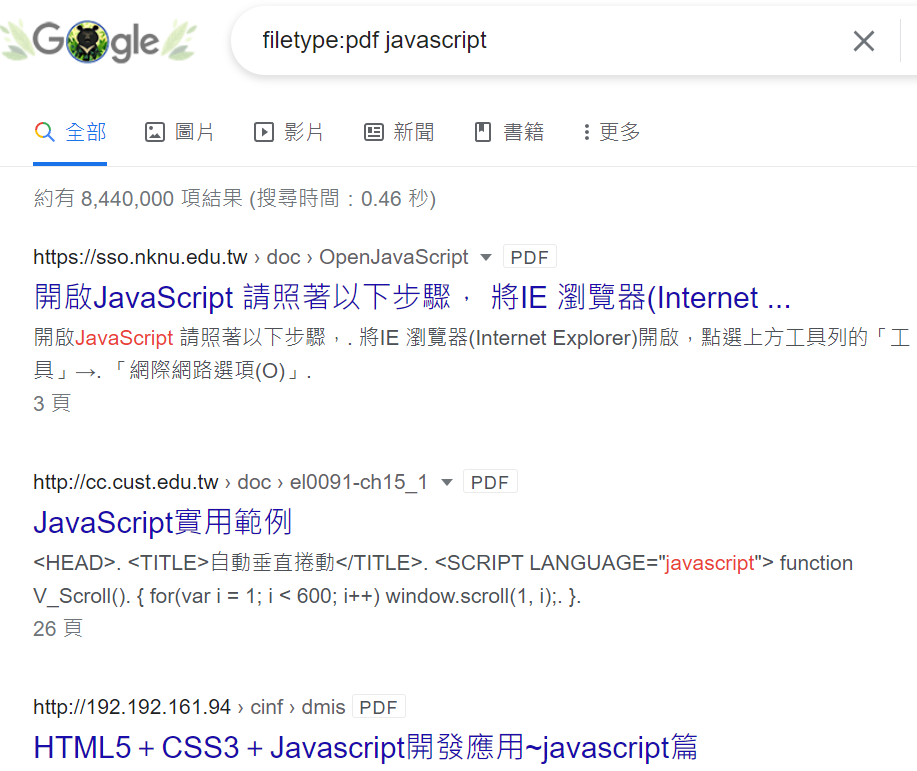 Google
filetype:pdf javascript
全部 圖片 影片 新聞 書籍 更多
約有 8,440,000 項結果 (搜尋時間：0.46 秒)
https://sso.nknu.edu.tw › doc › OpenJavaScript PDF
開啟JavaScript 請照著以下步驟， 將IE 瀏覽器(Internet ...
開啟JavaScript 請照著以下步驟，. 將IE 瀏覽器(Internet Explorer)開啟，點選上方工具列的「工
具」→. 「網際網路選項(O)」.
3 頁
http://cc.cust.edu.tw › doc › el0091-ch15_1 PDF
JavaScript實用範例
<HEAD>. <TITLE>自動垂直捲動</TITLE>. <SCRIPT LANGUAGE="javascript"> function
V_Scroll(). { for(var i = 1; i < 600; i++) window.scroll(1, i);. }.
26 頁
http://192.192.161.94 › cinf › dmis PDF
HTML5＋CSS3＋Javascript開發應用~javascript篇